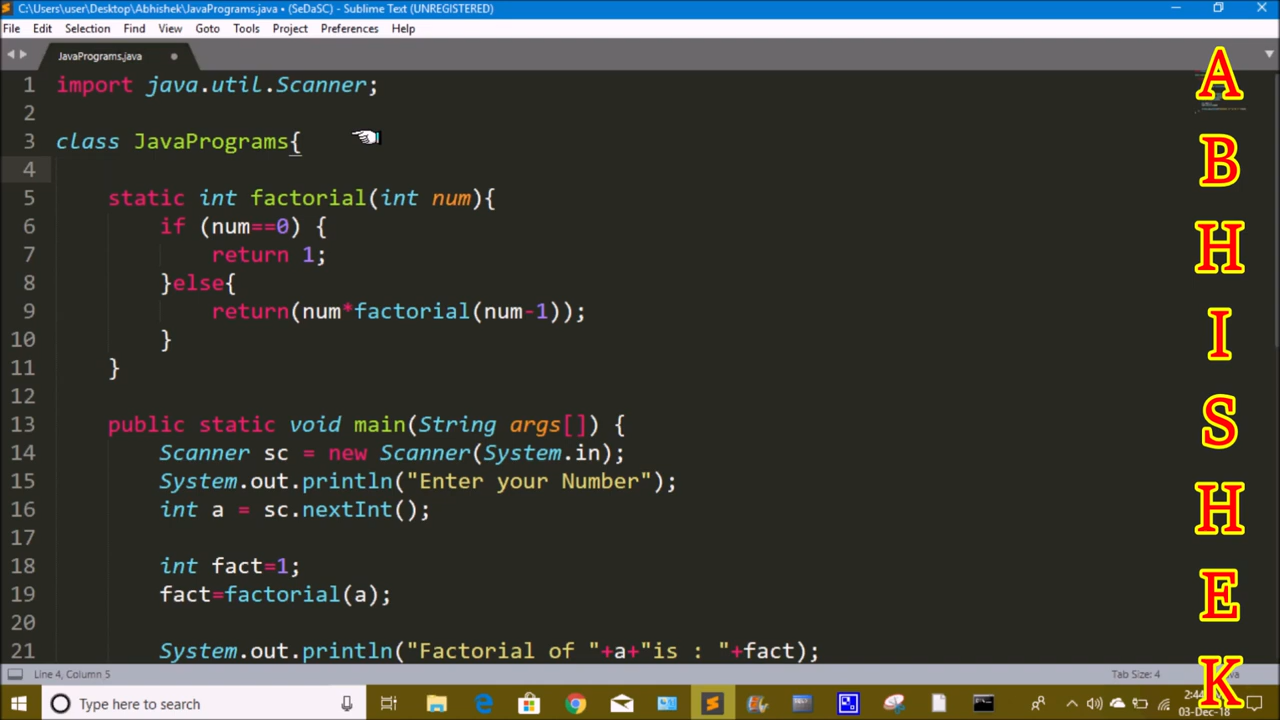 C:\Users\user\Desktop\Abhishek\JavaPrograms.java • (SeDaSC) - Sublime Text (UNREGISTERED)
File Edit Selection Find View Goto Tools Project Preferences Help
JavaPrograms.java
1 import java.util.Scanner;
2
3 class JavaPrograms{
4
5 static int factorial(int num){
6 if (num==0) {
7 return 1;
8 }else{
9 return(num*factorial(num-1));
10 }
11 }
12
13 public static void main(String args[]) {
14 Scanner sc = new Scanner(System.in);
15 System.out.println("Enter your Number");
16 int a = sc.nextInt();
17
18 int fact=1;
19 fact=factorial(a);
20
21 System.out.println("Factorial of "+a+"is : "+fact);
A
B
H
I
S
H
E
K
Line 4, Column 5
Tab Size: 4
Type here to search
03-Dec-18